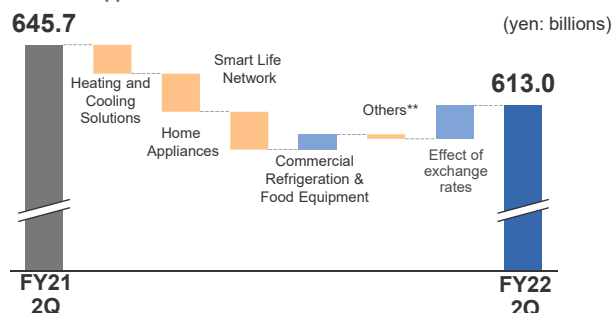 645.7
(yen: billions)
Smart Life
Network
613.0
Heating and
Cooling
Solutions
Others**
Home
Appliances
Commercial
Refrigeration &
Food Equipment
Effect of
exchange
rates
FY21
2Q
FY22
2Q